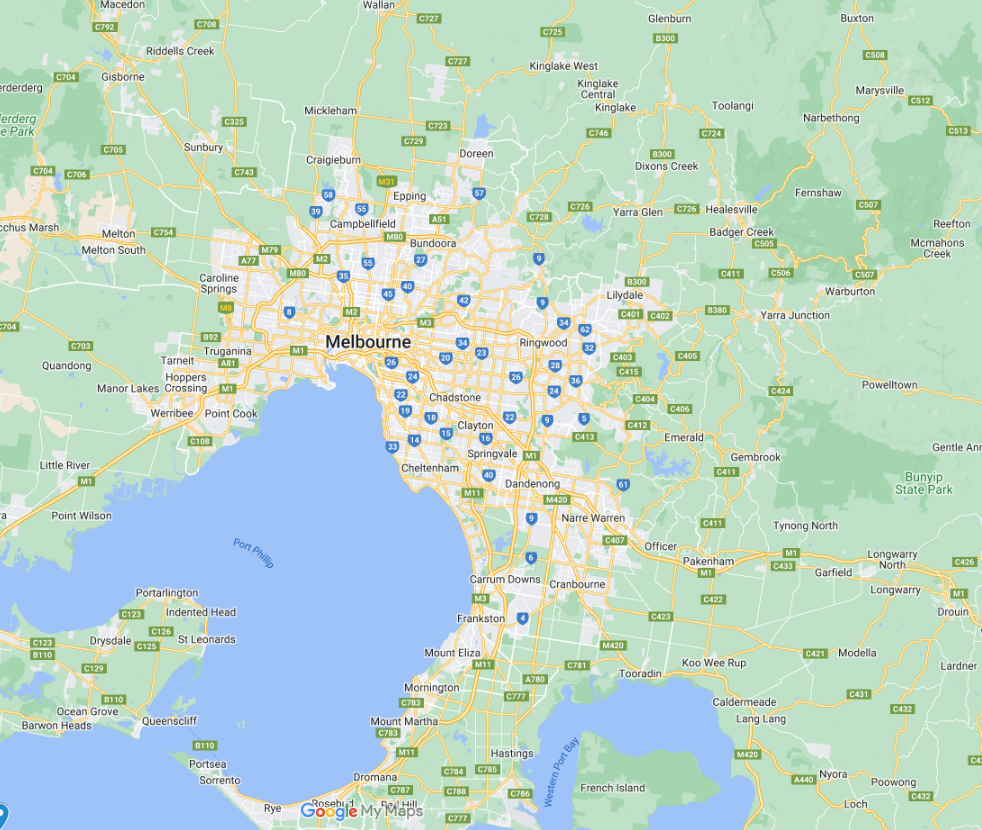 Macedon
Wallan
C727
Glenburn
Buxton
C792
C708
C725
B300
Riddells Creek
C508
C704
Gisborne
C727
Kinglake West
Kinglake
Central
Marysville
C512
erderderg
Mickleham
Kinglake
Toolangi
Narbethong
erderg
e Park
C325
C723
C746
C724
C513
C705
Sunbury
C729
Doreen
B300
Craigieburn
Dixons Creek
C704
C706
C743
M31
58
55
39
Epping
57
Fernshaw
C726
C726
C507
A51
C728
Yarra Glen
Healesville
Reefton
cchus Marsh
Melton
C754
Campbellfield
M80
Badger Creek
Melton South
M79
Bundoora
C505
Mcmahons
Creek
A77
M2
55
27
9
C411
C506
C507
M80
35
Caroline
Springs
45
40
B300
Warburton
M8
8
42
9
Lilydale
M2
C401
C402
B380
Yarra Junction
C704
M3
34
62
B92
Melbourne
34
Ringwood
32
C703
Truganina
M1
26
20
23
C403
C405
Quandong
Tarneit
A81
28
C415
Hoppers
Crossing
24
26
36
Manor Lakes
M1
22
Chadstone
24
C404
C424
Powelltown
Werribee
Point Cook
19
18
22
9
5
C406
Clayton
C412
C108
14
15
16
C413
Emerald
33
Springvale
M1
Gentle Ann
Little River
Cheltenham
40
Gembrook
C411
M1
Dandenong
61
Bunyip
State Park
M11
M420
Point Wilson
9
Narre Warren
C411
Tynong North
C407
Officer
Port Phillip
6
Pakenham
M1
Longwarry
North
C426
M1
C433
Garfield
Carrum Downs
Cranbourne
Longwarry
Portarlington
M3
C422
M1
Indented Head
Frankston
4
C423
Drouin
C123
C126
C123
Drysdale
C145
St Leonards
M420
B110
Mount Eliza
C421
Modella
C129
M11
C781
Koo Wee Rup
Lardner
A780
Tooradin
Mornington
C777
C431
B110
C783
Caldermeade
C432
Ocean Grove
Queenscliff
Mount Martha
Lang Lang
Barwon Heads
C783
B110
M11
Hastings
M420
Portsea
C784
C785
Western Port Bay
Nyora
Sorrento
Dromana
A440
Poowong
C787
C788
C786
French Island
C432
Rye
Rosebud
Loch
Google My Maps
C777